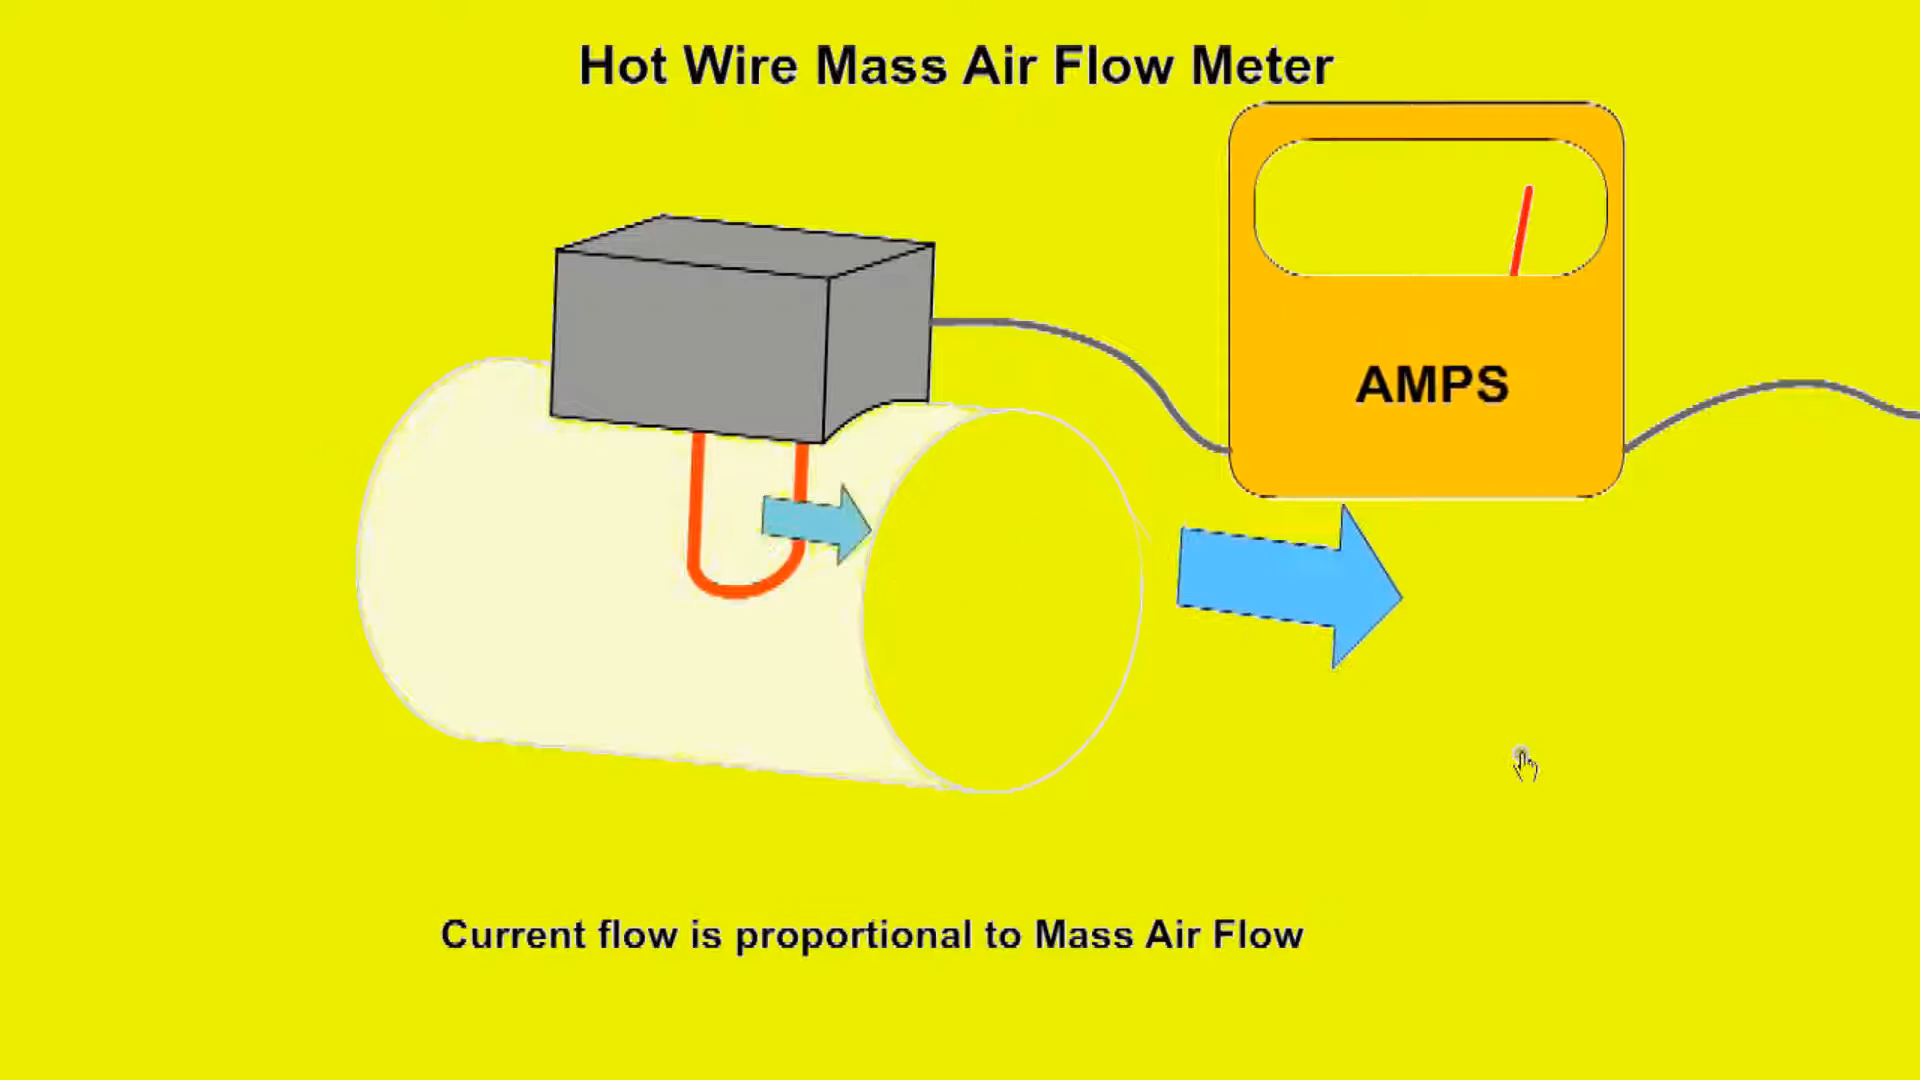 Hot Wire Mass Air Flow Meter
AMPS
Current flow is proportional to Mass Air Flow